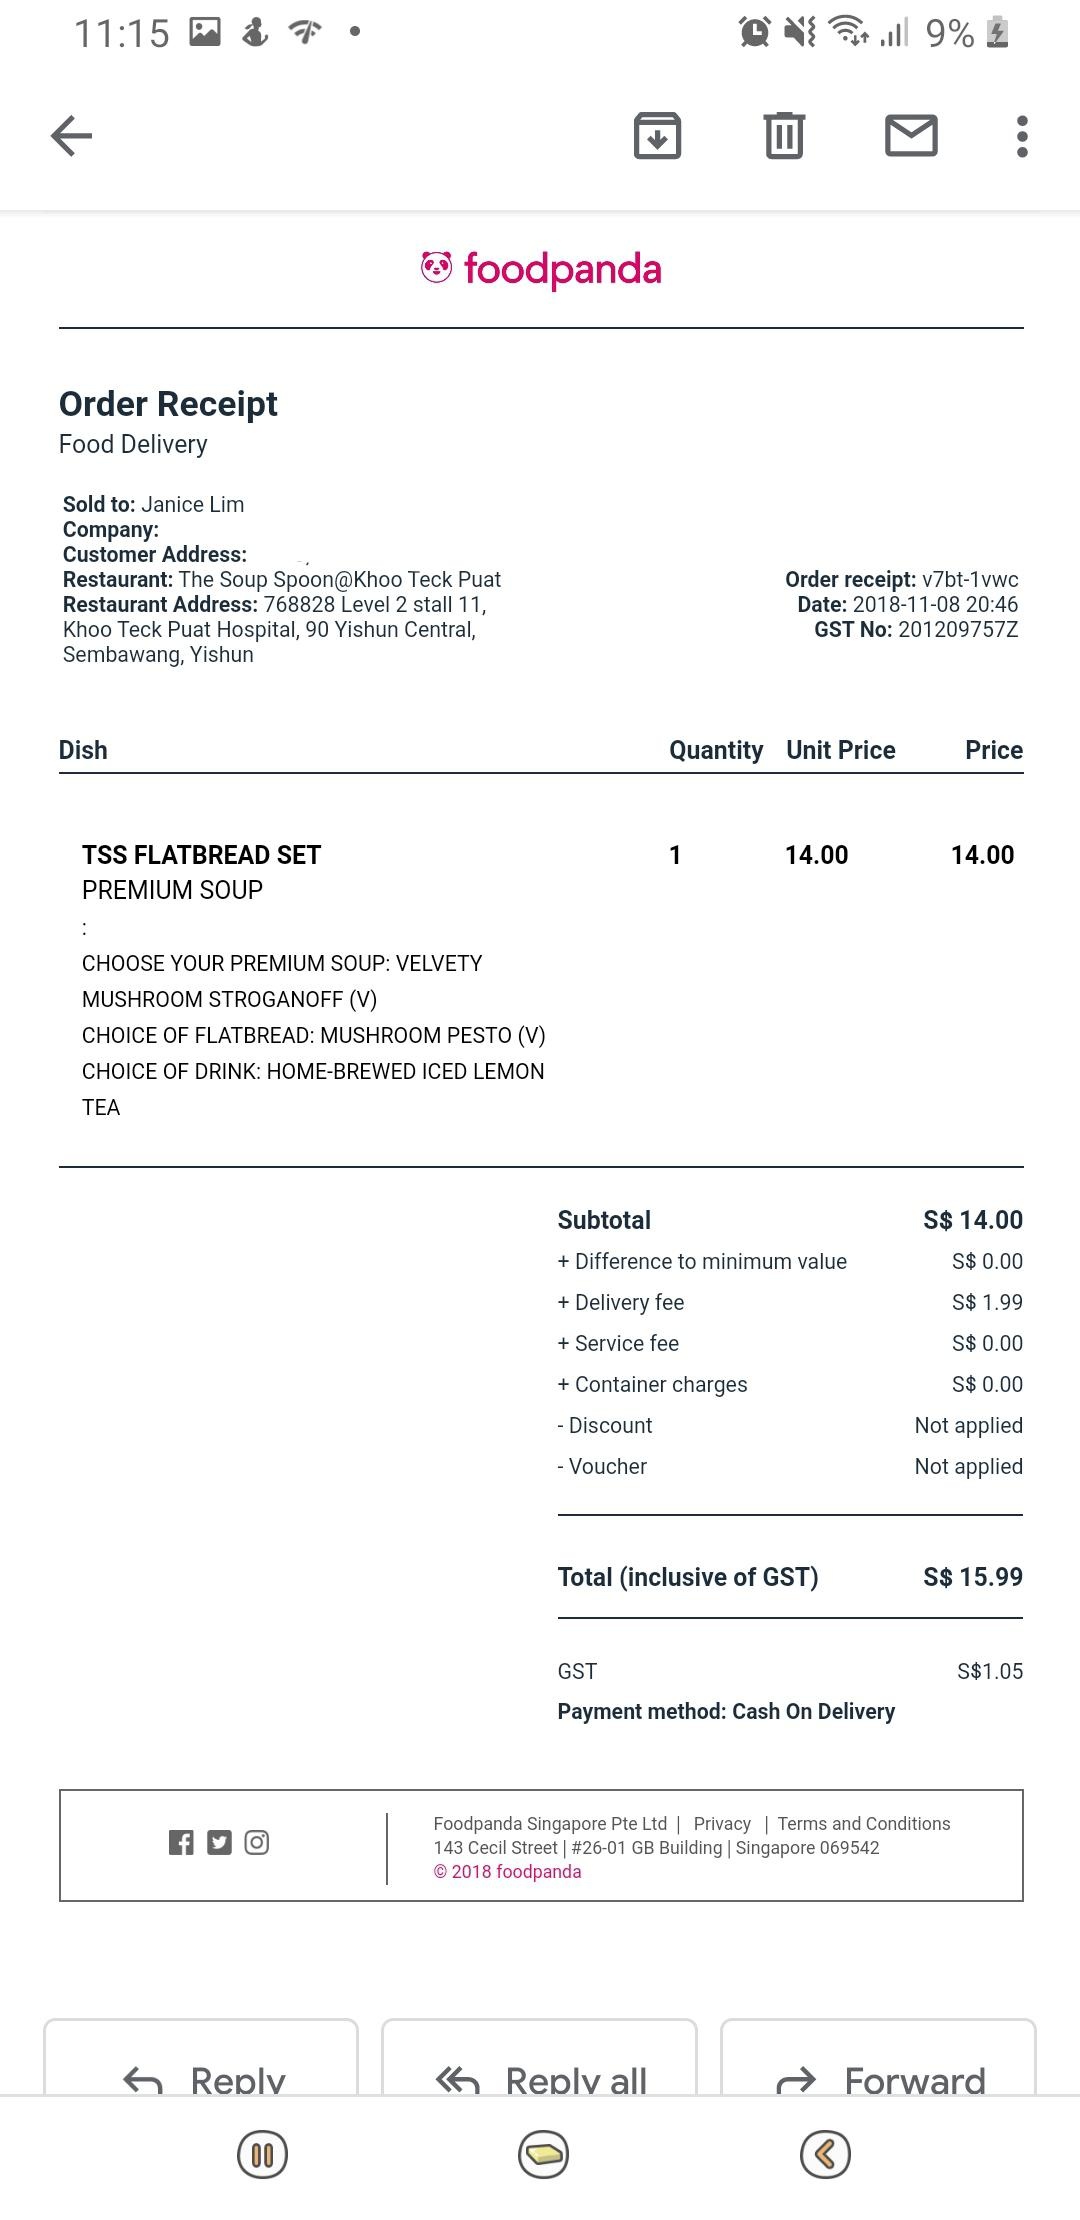 11:15
9%
foodpanda
Order Receipt
Food Delivery
Sold to: Janice Lim
Company:
Customer Address:
Restaurant: The Soup Spoon@Khoo Teck Puat
Restaurant Address: 768828 Level 2 stall 11,
Khoo Teck Puat Hospital, 90 Yishun Central,
Sembawang, Yishun
Order receipt: v7bt-1vwc
Date: 2018-11-08 20:46
GST No: 201209757Z
Dish Quantity Unit Price Price
TSS FLATBREAD SET 1 14.00 14.00
PREMIUM SOUP
:
CHOOSE YOUR PREMIUM SOUP: VELVETY
MUSHROOM STROGANOFF (V)
CHOICE OF FLATBREAD: MUSHROOM PESTO (V)
CHOICE OF DRINK: HOME-BREWED ICED LEMON
TEA
Subtotal S$ 14.00
+ Difference to minimum value S$ 0.00
+ Delivery fee S$ 1.99
+ Service fee S$ 0.00
+ Container charges S$ 0.00
- Discount Not applied
- Voucher Not applied
Total (inclusive of GST) S$ 15.99
GST S$1.05
Payment method: Cash On Delivery
Foodpanda Singapore Pte Ltd | Privacy | Terms and Conditions
143 Cecil Street | #26-01 GB Building | Singapore 069542
© 2018 foodpanda
Reply Reply all Forward